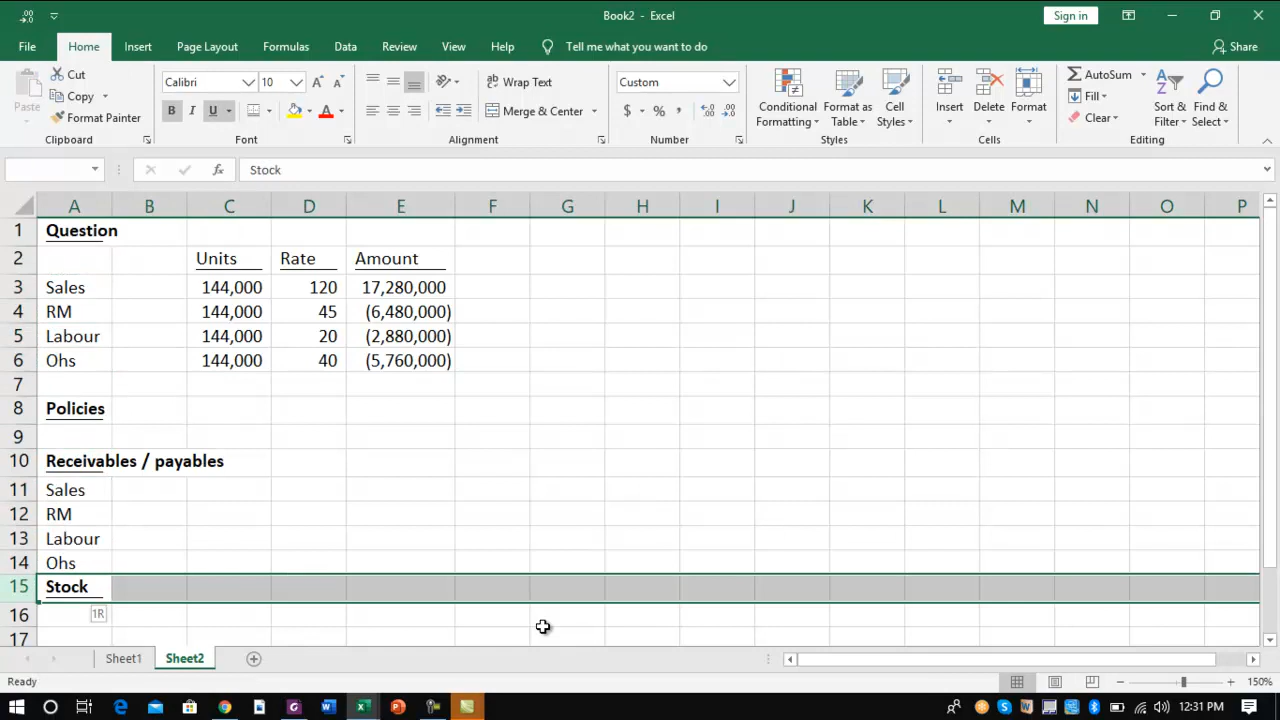 Book2 - Excel
Sign in
File Home Insert Page Layout Formulas Data Review View Help Tell me what you want to do Share
Paste
Cut
Copy
Format Painter
Clipboard
Calibri 10
B I U
Font
Wrap Text
Merge & Center
Alignment
Custom
$ % ,
Number
Conditional Formatting
Format as Table
Cell Styles
Styles
Insert Delete Format
Cells
AutoSum
Fill
Clear
Sort & Filter
Find & Select
Editing
fx Stock
A B C D E F G H I J K L M N O P
1 Question
2 Units Rate Amount
3 Sales 144,000 120 17,280,000
4 RM 144,000 45 (6,480,000)
5 Labour 144,000 20 (2,880,000)
6 Ohs 144,000 40 (5,760,000)
7
8 Policies
9
10 Receivables / payables
11 Sales
12 RM
13 Labour
14 Ohs
15 Stock
16 1R
17
Sheet1 Sheet2
Ready 150%
12:31 PM